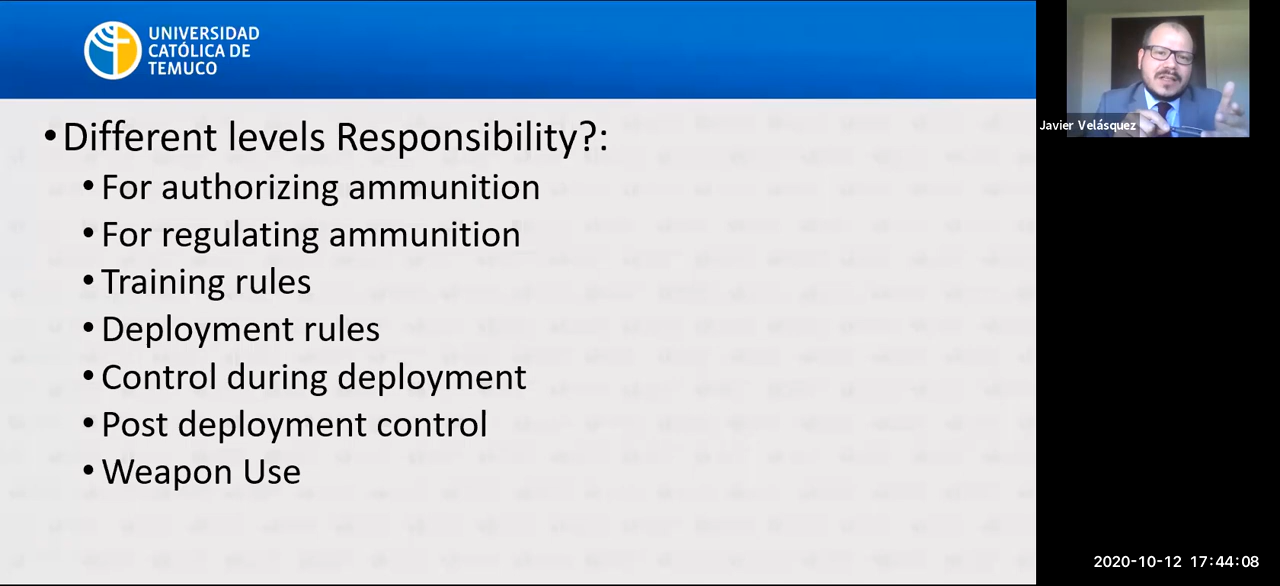 UNIVERSIDAD
CATÓLICA DE
TEMUCO
•Different levels Responsibility?:
•For authorizing ammunition
•For regulating ammunition
•Training rules
•Deployment rules
•Control during deployment
•Post deployment control
•Weapon Use
Javier Velásquez
2020-10-12 17:44:08